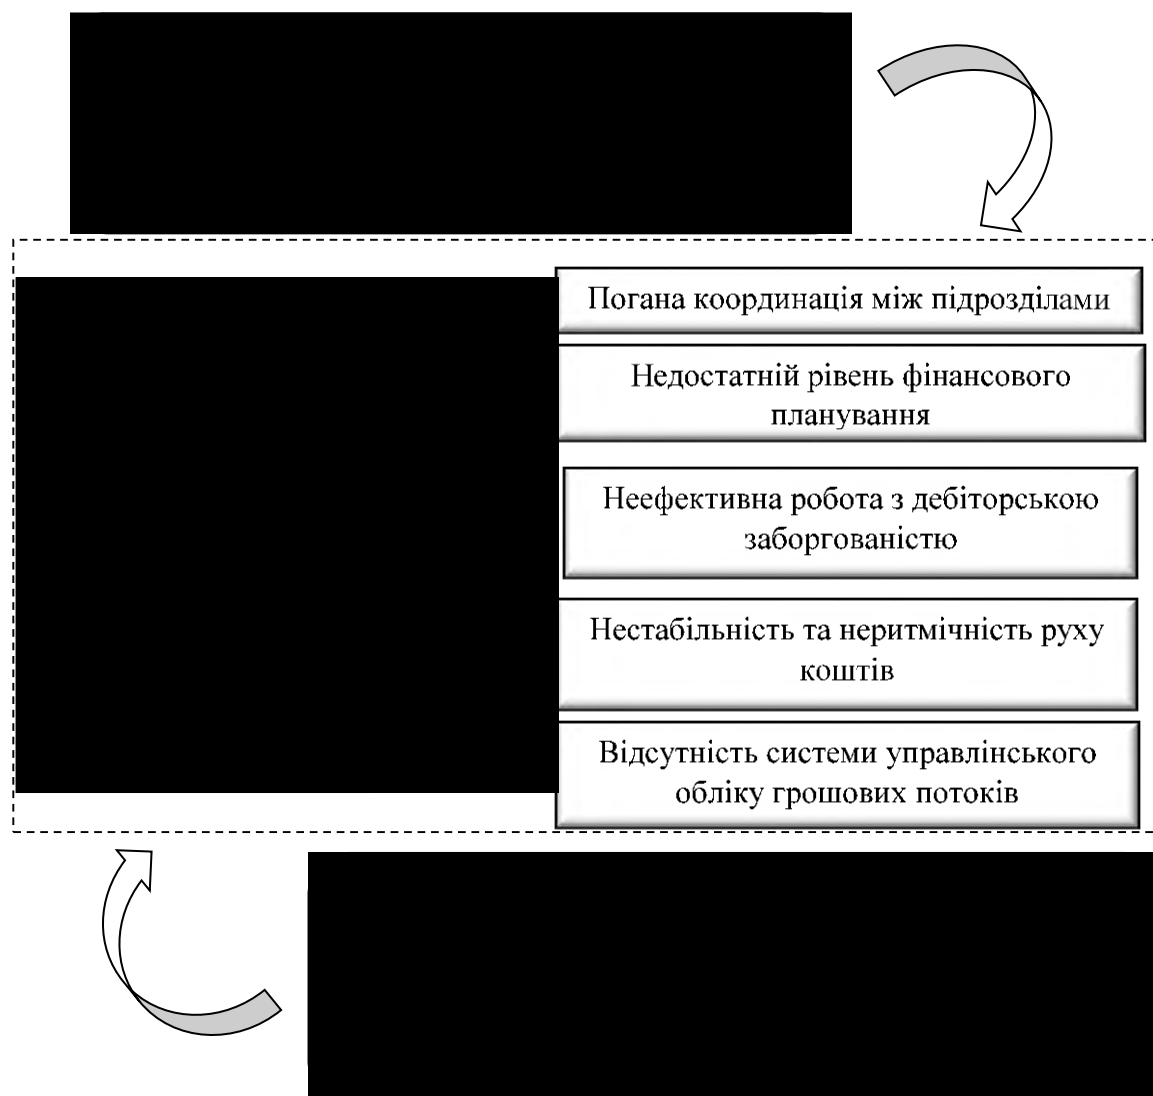 Погана координація між підрозділами
Недостатній рівень фінансового
планування
Неефективна робота з дебіторською
заборгованістю
Нестабільність та неритмічність руху
коштів
Відсутність системи управлінського
обліку грошових потоків